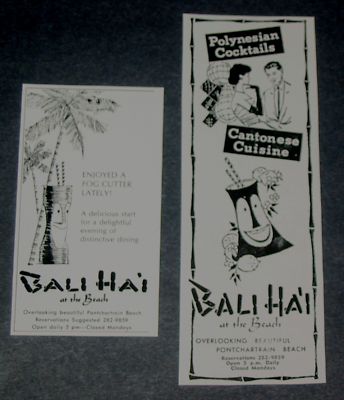 ENJOYED A
FOG CUTTER
LATELY!
A delicious start
for a delightful
evening of
distinctive dining
BALI HA'I
at the Beach
Overlooking beautiful Pontchartrain Beach
Reservations Suggested 282-9859
Open daily 5 pm — Closed Mondays
Polynesian
Cocktails
Cantonese
Cuisine
BALI HA'I
at the Beach
OVERLOOKING BEAUTIFUL
PONTCHARTRAIN BEACH
Reservations 282-9859
Open 5 p.m. Daily
Closed Mondays